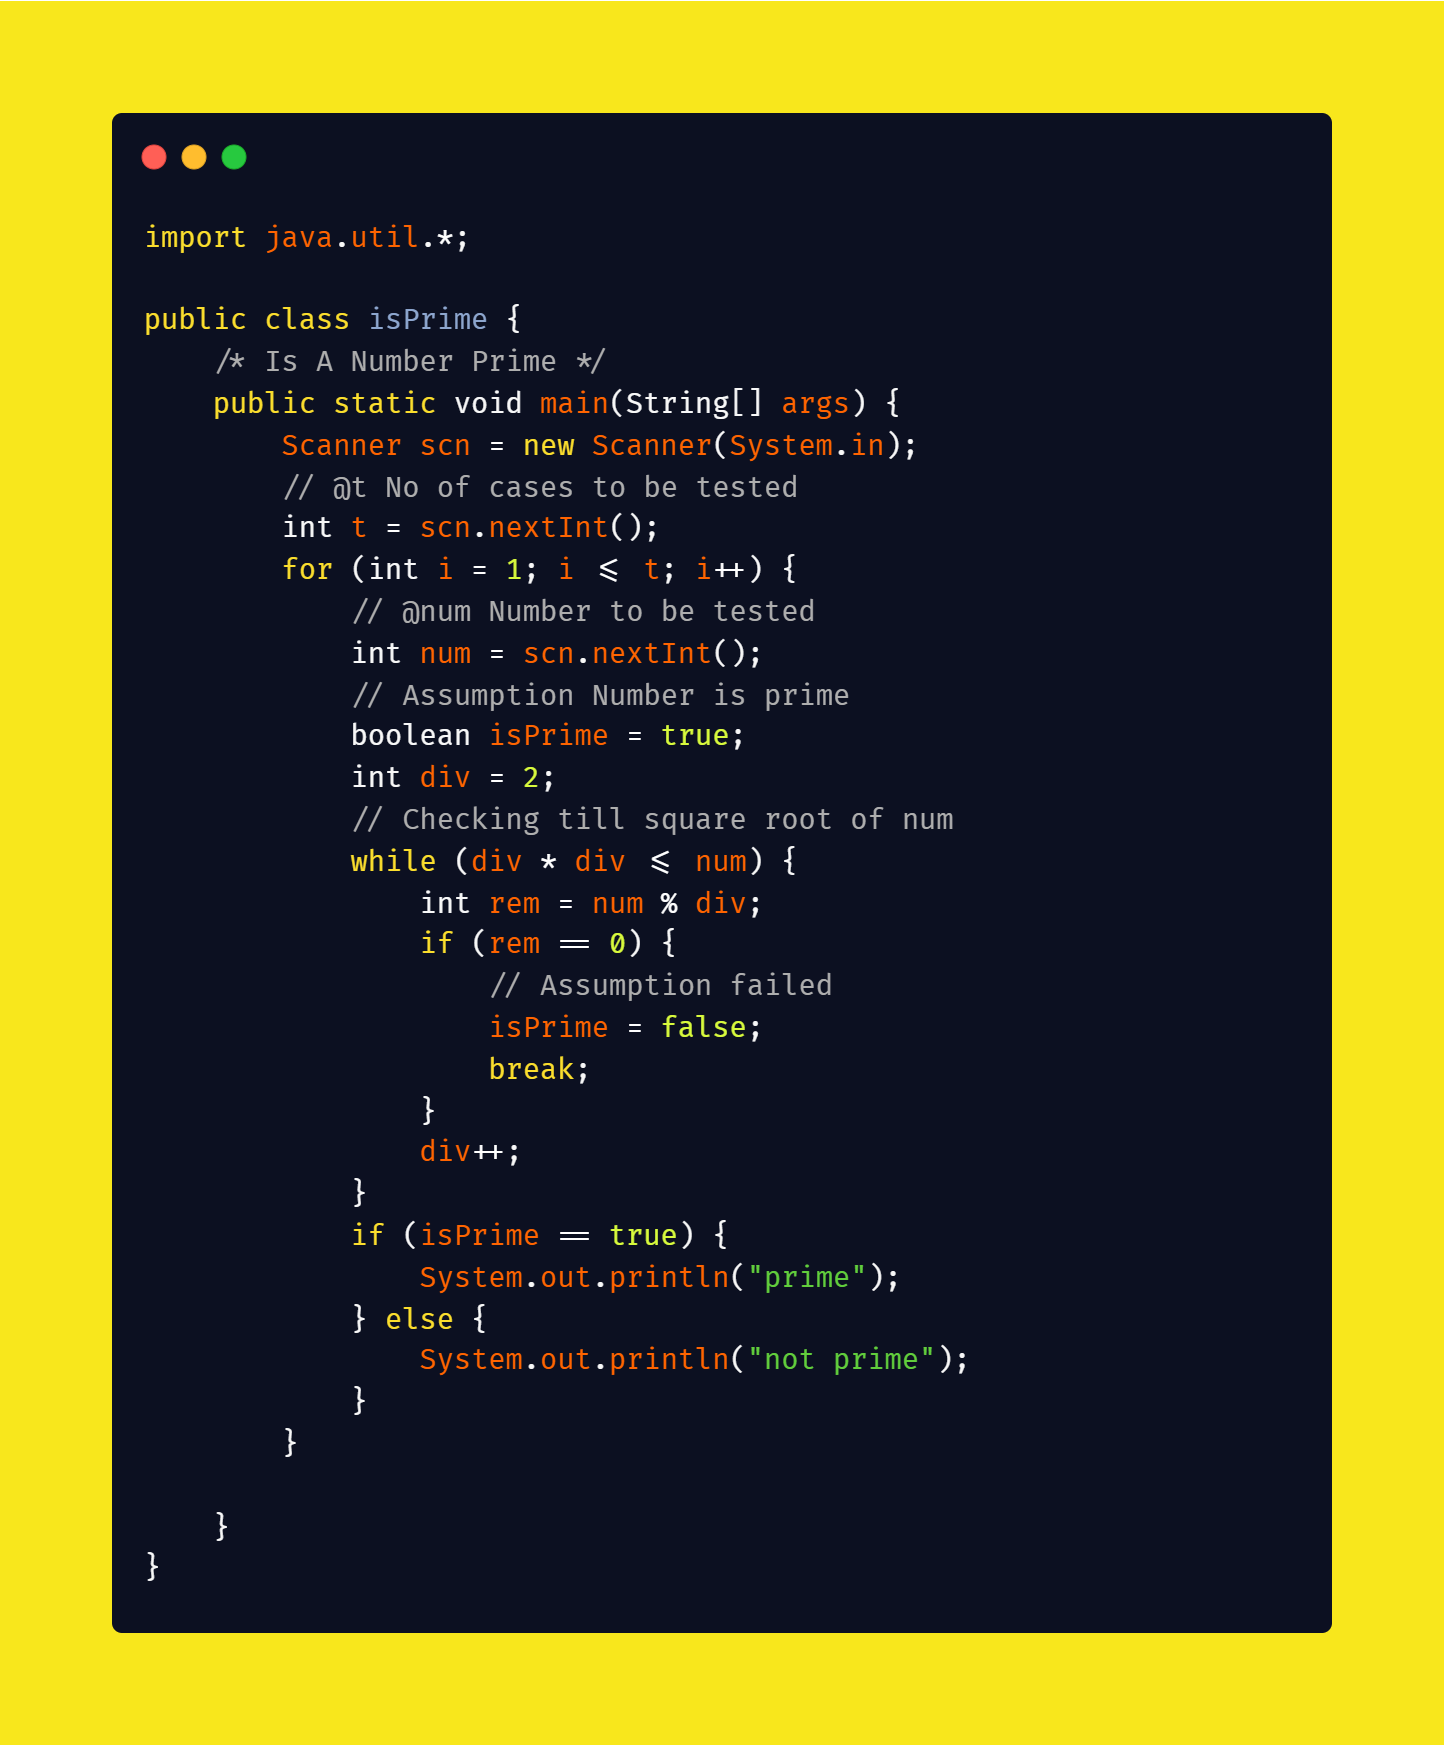 import java.util.*;
public class isPrime {
/* Is A Number Prime */
public static void main(String[] args) {
Scanner scn = new Scanner(System.in);
// @t No of cases to be tested
int t = scn.nextInt();
for (int i = 1; i <= t; i++) {
// @num Number to be tested
int num = scn.nextInt();
// Assumption Number is prime
boolean isPrime = true;
int div = 2;
// Checking till square root of num
while (div * div <= num) {
int rem = num % div;
if (rem == 0) {
// Assumption failed
isPrime = false;
break;
}
div++;
}
if (isPrime == true) {
System.out.println("prime");
} else {
System.out.println("not prime");
}
}
}
}